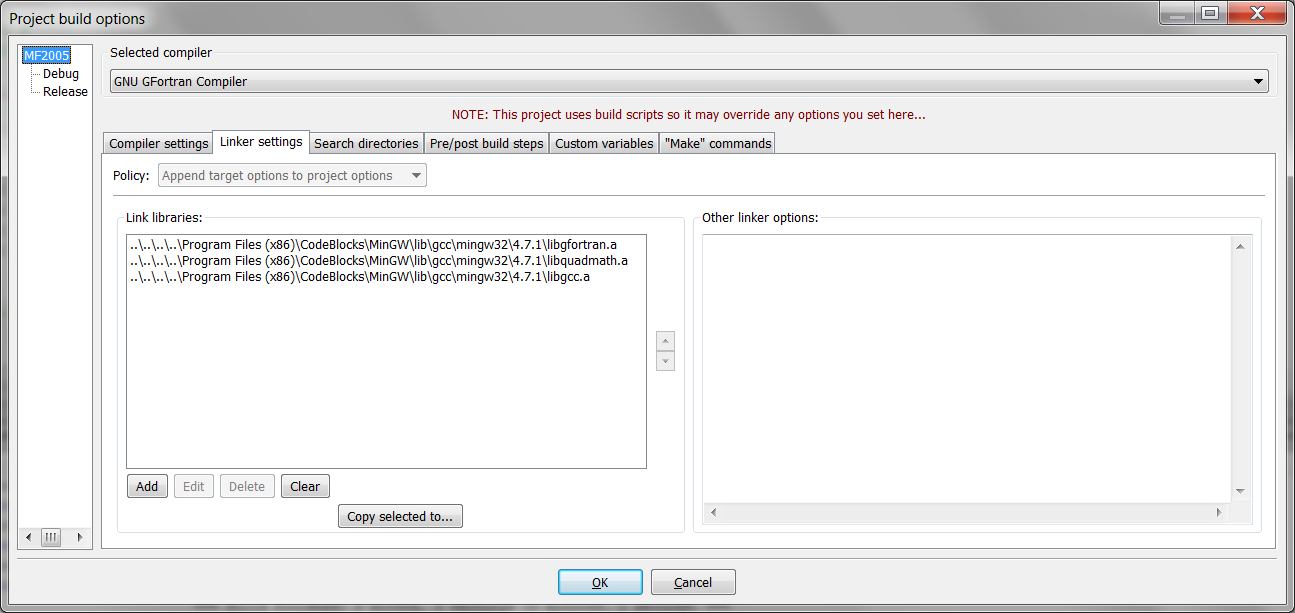 Project build options
MF2005
Debug
Release
Selected compiler
GNU GFortran Compiler
NOTE: This project uses build scripts so it may override any options you set here...
Compiler settings Linker settings Search directories Pre/post build steps Custom variables "Make" commands
Policy: Append target options to project options
Link libraries:
..\..\..\..\Program Files (x86)\CodeBlocks\MinGW\lib\gcc\mingw32\4.7.1\libgfortran.a
..\..\..\..\Program Files (x86)\CodeBlocks\MinGW\lib\gcc\mingw32\4.7.1\libquadmath.a
..\..\..\..\Program Files (x86)\CodeBlocks\MinGW\lib\gcc\mingw32\4.7.1\libgcc.a
Add Edit Delete Clear
Copy selected to...
Other linker options:
OK Cancel